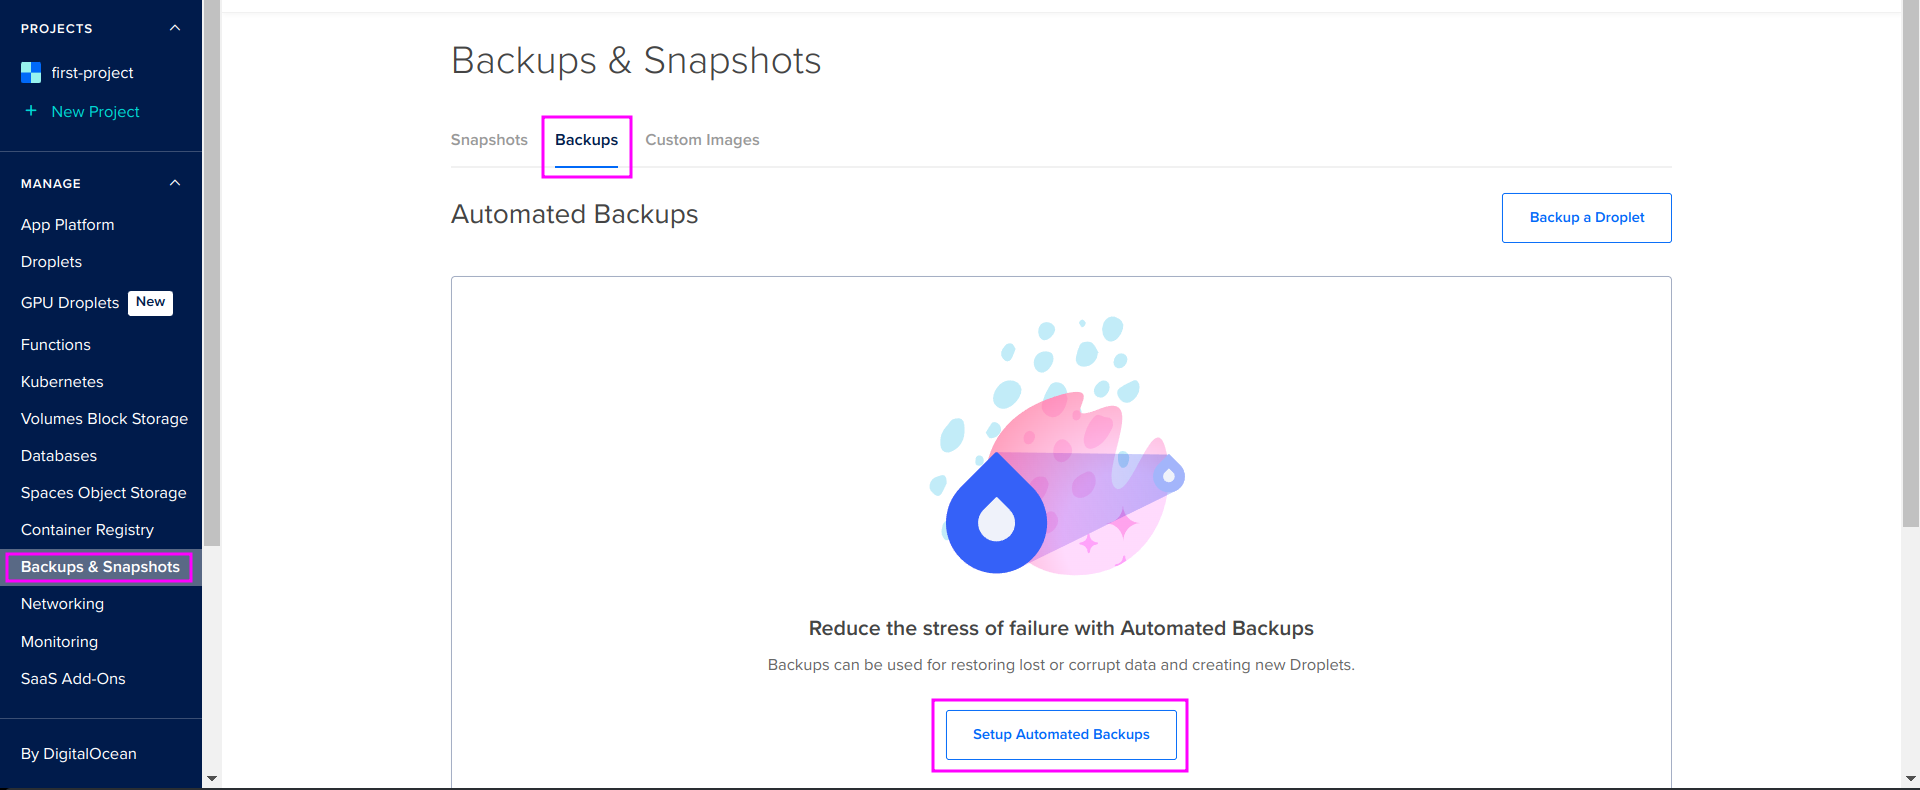 PROJECTS
first-project
+ New Project
MANAGE
App Platform
Droplets
GPU Droplets New
Functions
Kubernetes
Volumes Block Storage
Databases
Spaces Object Storage
Container Registry
Backups & Snapshots
Networking
Monitoring
SaaS Add-Ons
By DigitalOcean
Backups & Snapshots
Snapshots Backups Custom Images
Automated Backups
Backup a Droplet
Reduce the stress of failure with Automated Backups
Backups can be used for restoring lost or corrupt data and creating new Droplets.
Setup Automated Backups